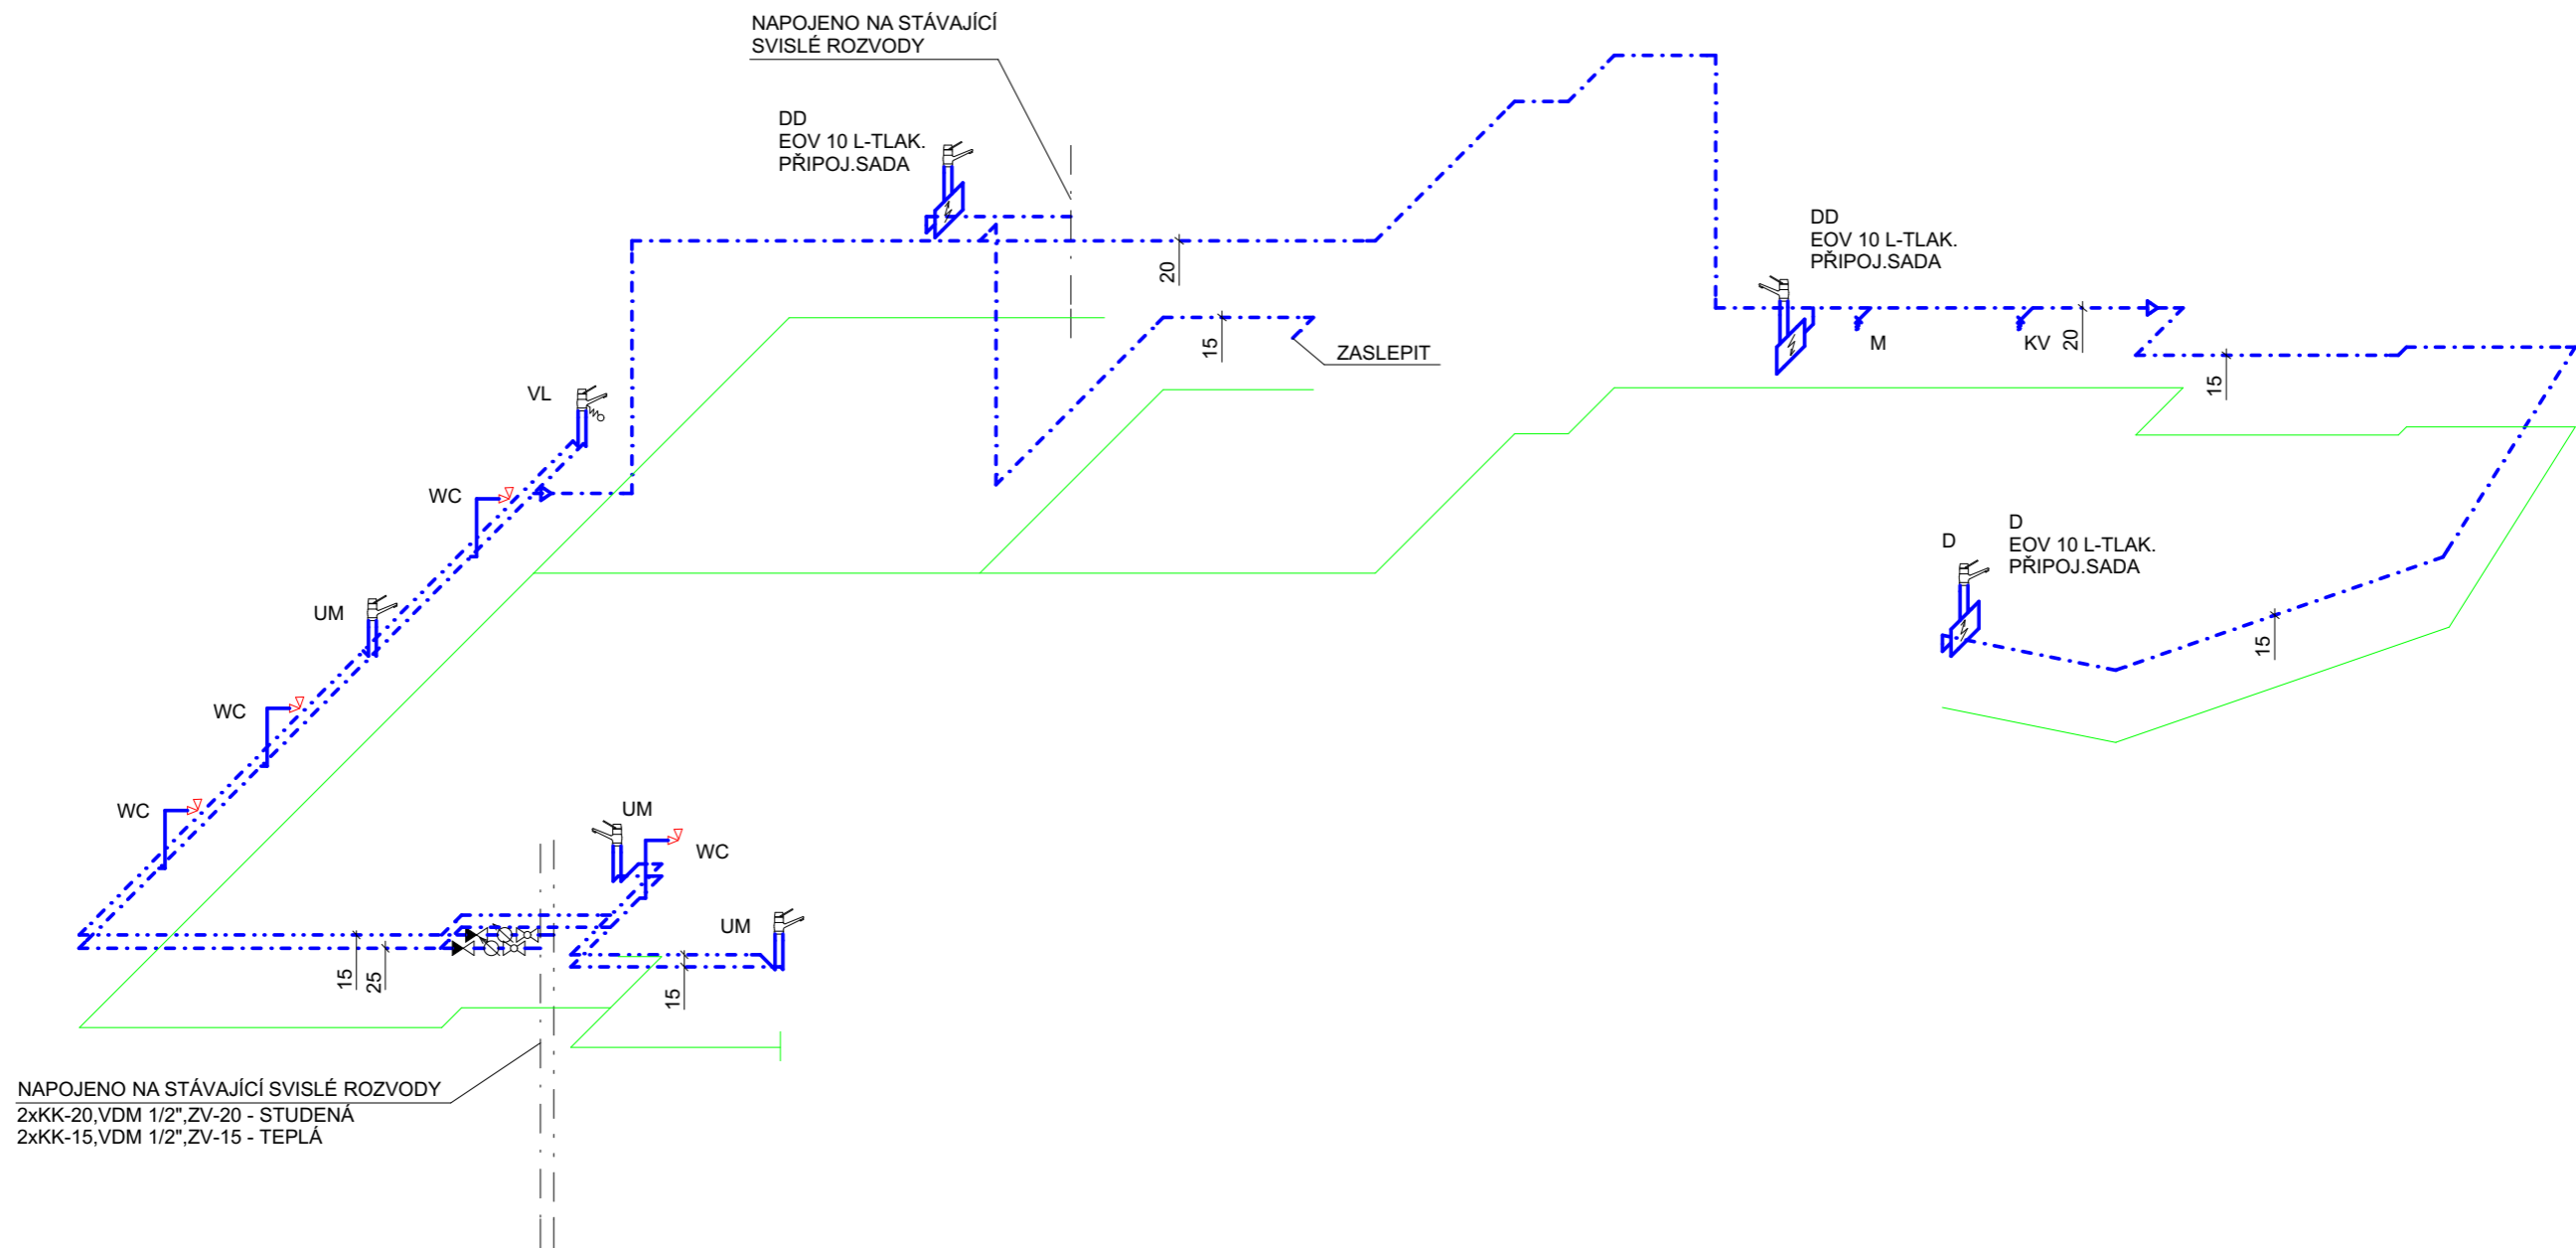 NAPOJENO NA STÁVAJÍCÍ
SVISLÉ ROZVODY
DD
EOV 10 L-TLAK.
PŘIPOJ.SADA
20
DD
EOV 10 L-TLAK.
PŘIPOJ.SADA
15
ZASLEPIT
M
KV
20
15
VL
WC
UM
D
D
EOV 10 L-TLAK.
PŘIPOJ.SADA
15
WC
WC
UM
WC
UM
15
25
15
NAPOJENO NA STÁVAJÍCÍ SVISLÉ ROZVODY
2xKK-20,VDM 1/2",ZV-20 - STUDENÁ
2xKK-15,VDM 1/2",ZV-15 - TEPLÁ